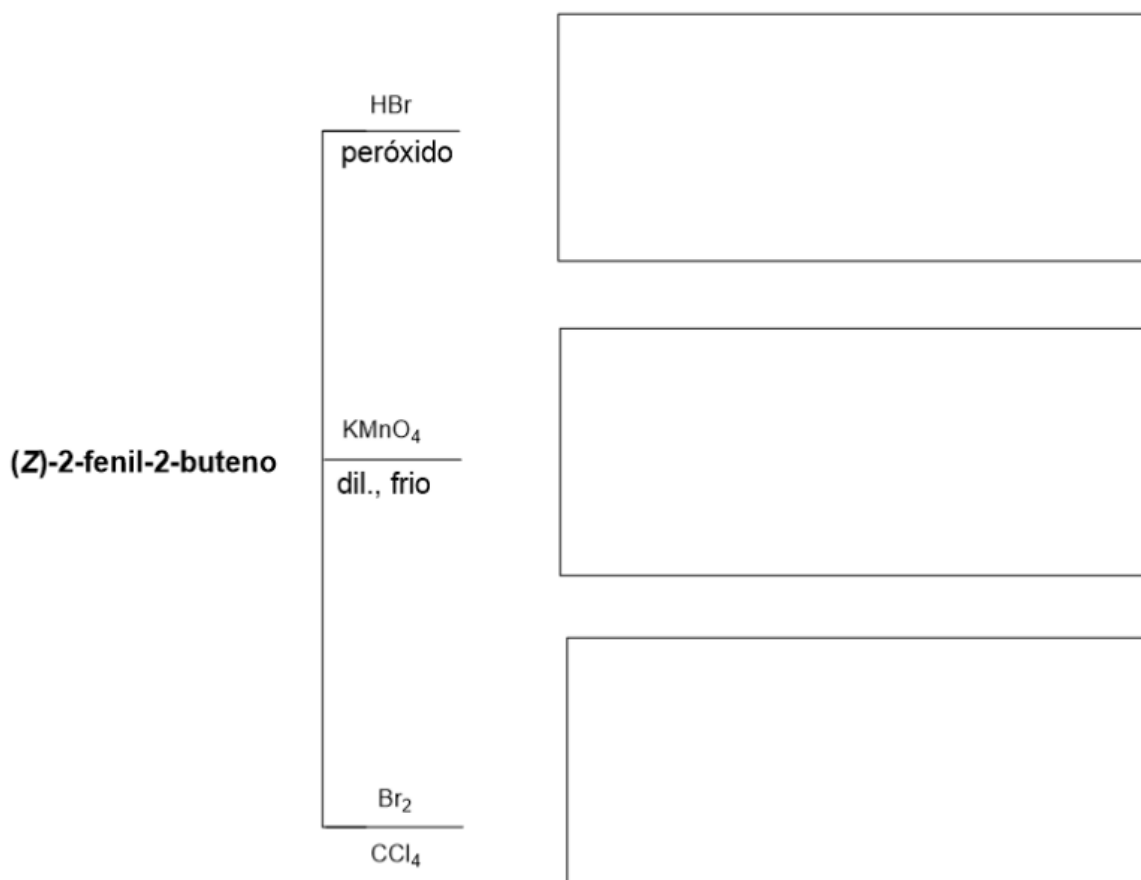 HBr
peróxido
KMnO₄
(Z)-2-fenil-2-buteno
dil., frio
Br₂
CCl₄